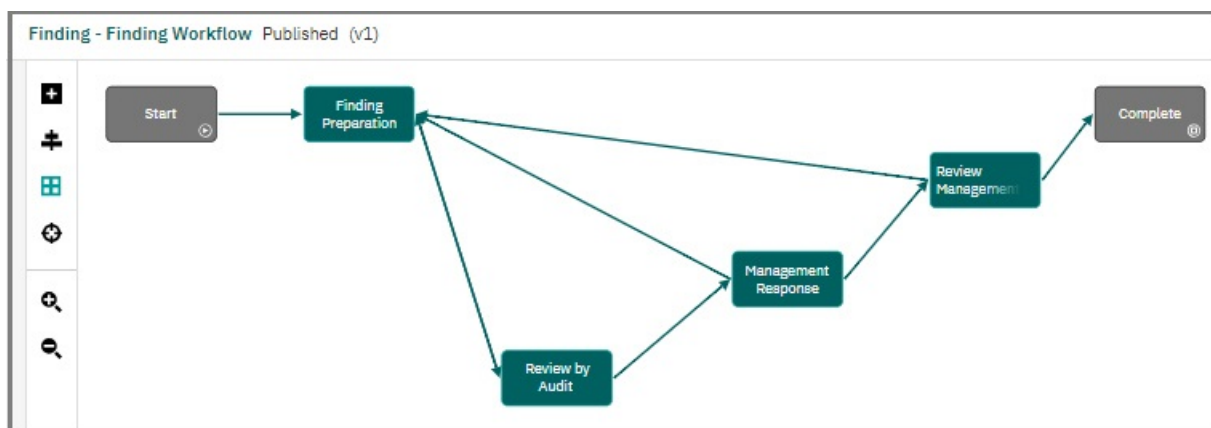 Finding - Finding Workflow Published (v1)
Start
Finding
Preparation
Complete
Review
Management
Management
Response
Review by
Audit